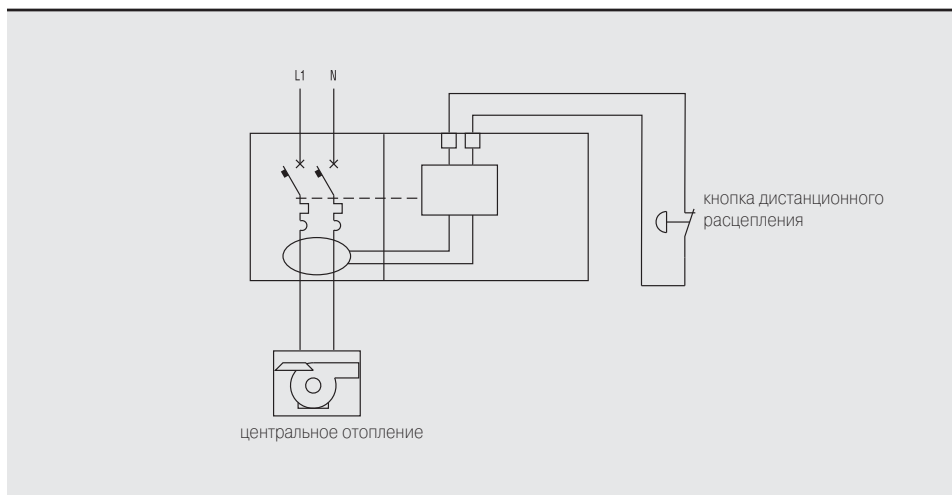 L1 N
кнопка дистанционного
расцепления
центральное отопление